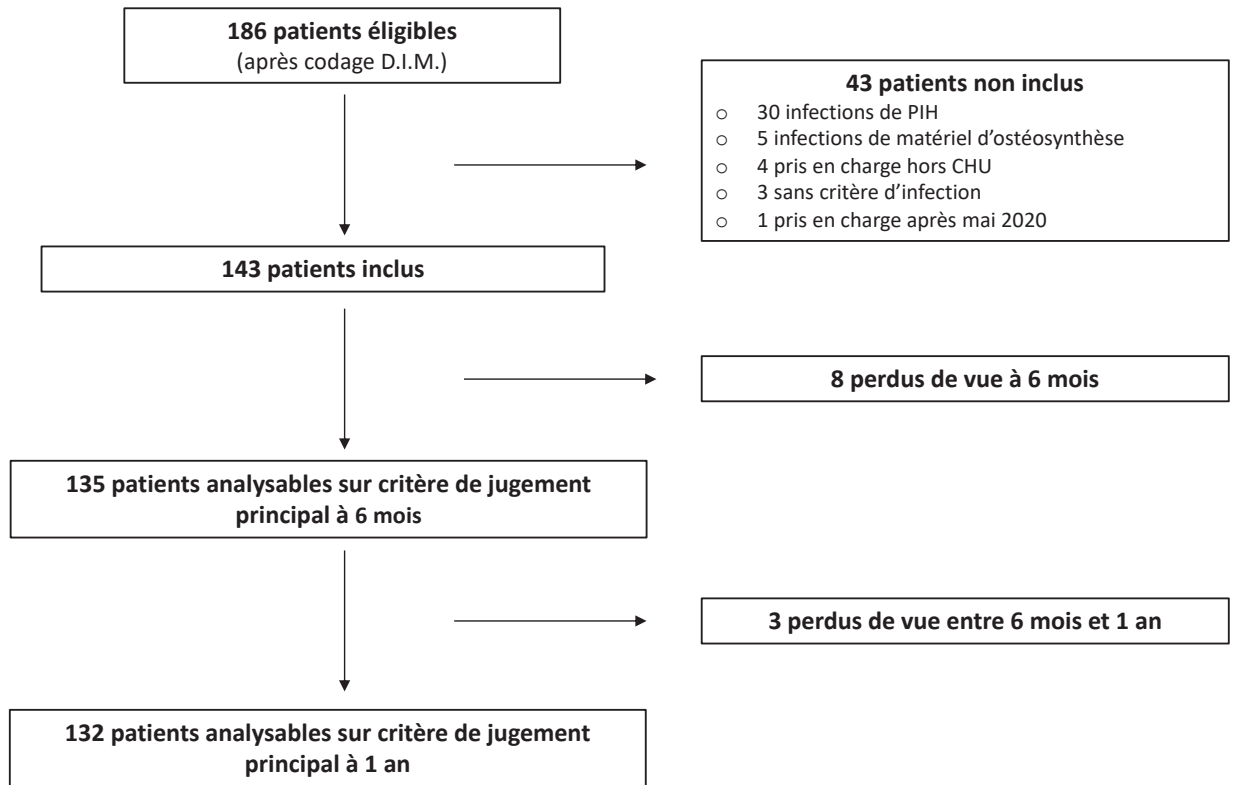 186 patients éligibles
(après codage D.I.M.)
43 patients non inclus
o 30 infections de PIH
o 5 infections de matériel d'ostéosynthèse
o 4 pris en charge hors CHU
o 3 sans critère d’infection
o 1 pris en charge après mai 2020
143 patients inclus
8 perdus de vue à 6 mois
135 patients analysables sur critère de jugement
principal à 6 mois
3 perdus de vue entre 6 mois et 1 an
132 patients analysables sur critère de jugement
principal à 1 an